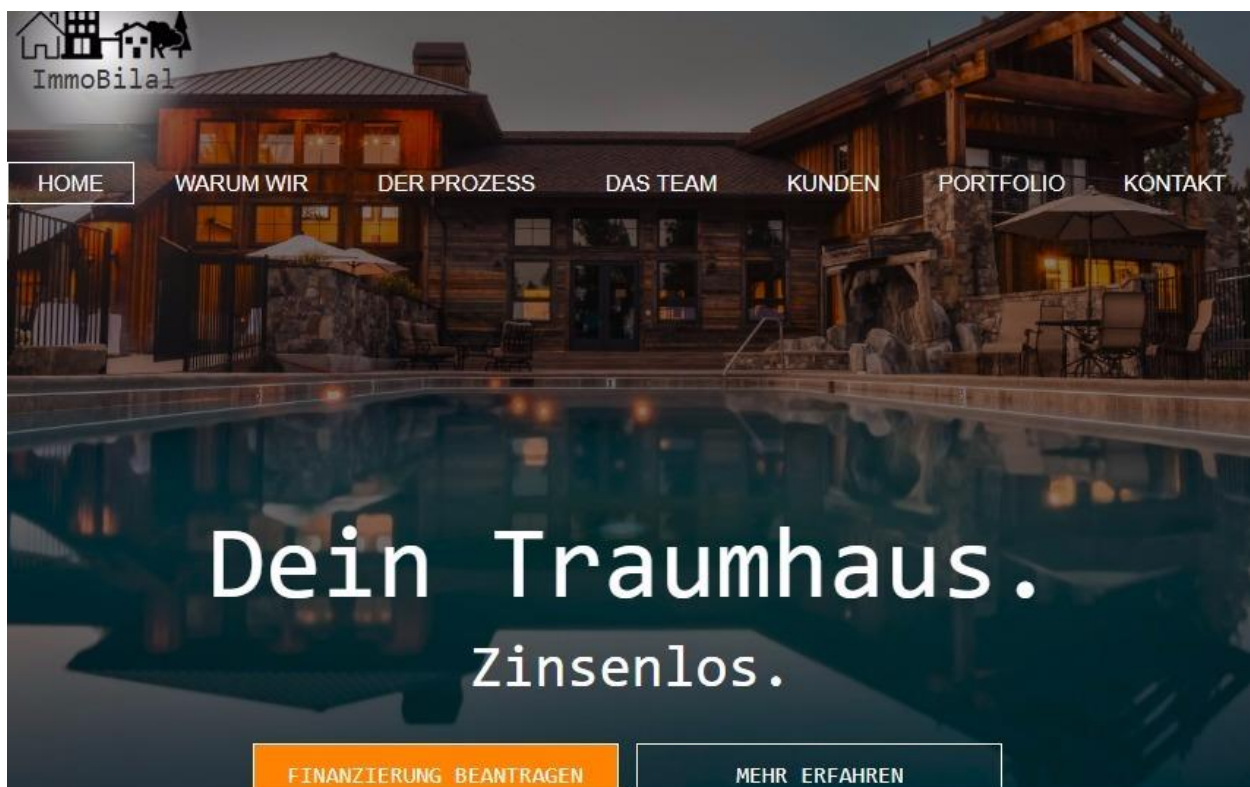 ImmoBilal
HOME WARUM WIR DER PROZESS DAS TEAM KUNDEN PORTFOLIO KONTAKT
Dein Traumhaus.
Zinsenlos.
FINANZIERUNG BEANTRAGEN MEHR ERFAHREN